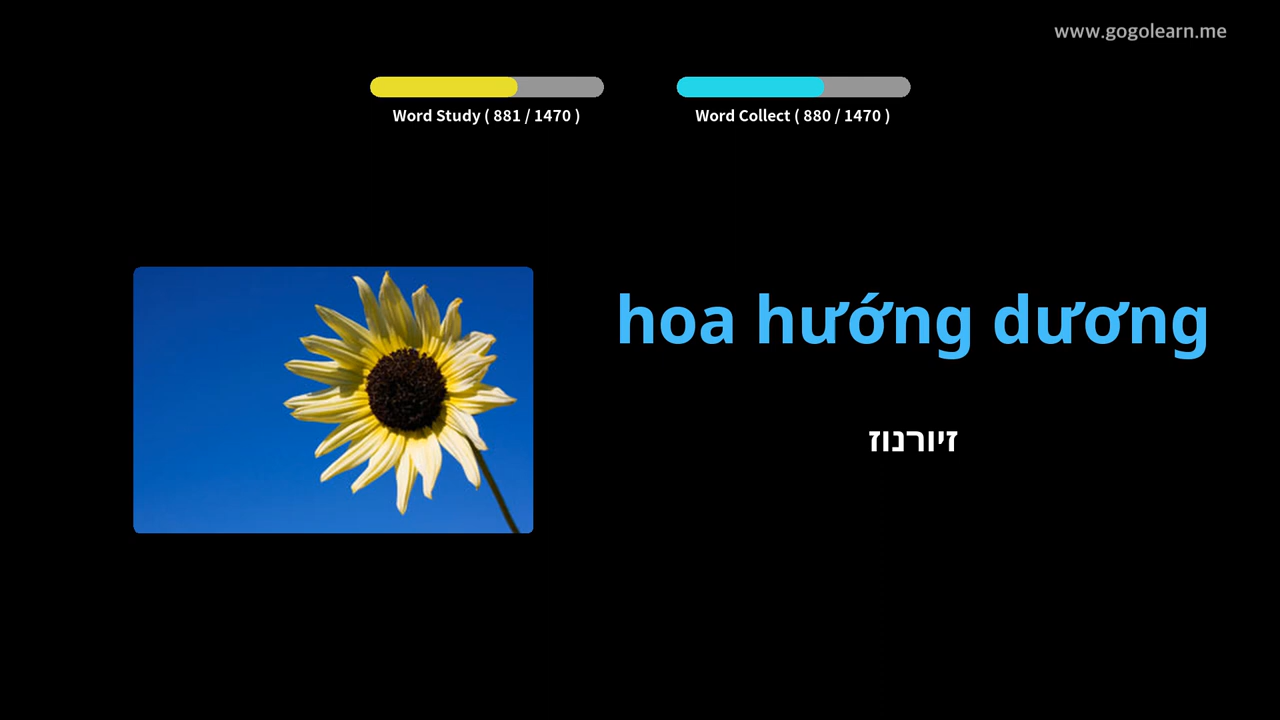 www.gogolearn.me
Word Study ( 881 / 1470 )
Word Collect ( 880 / 1470 )
hoa hướng dương
זיורנוז